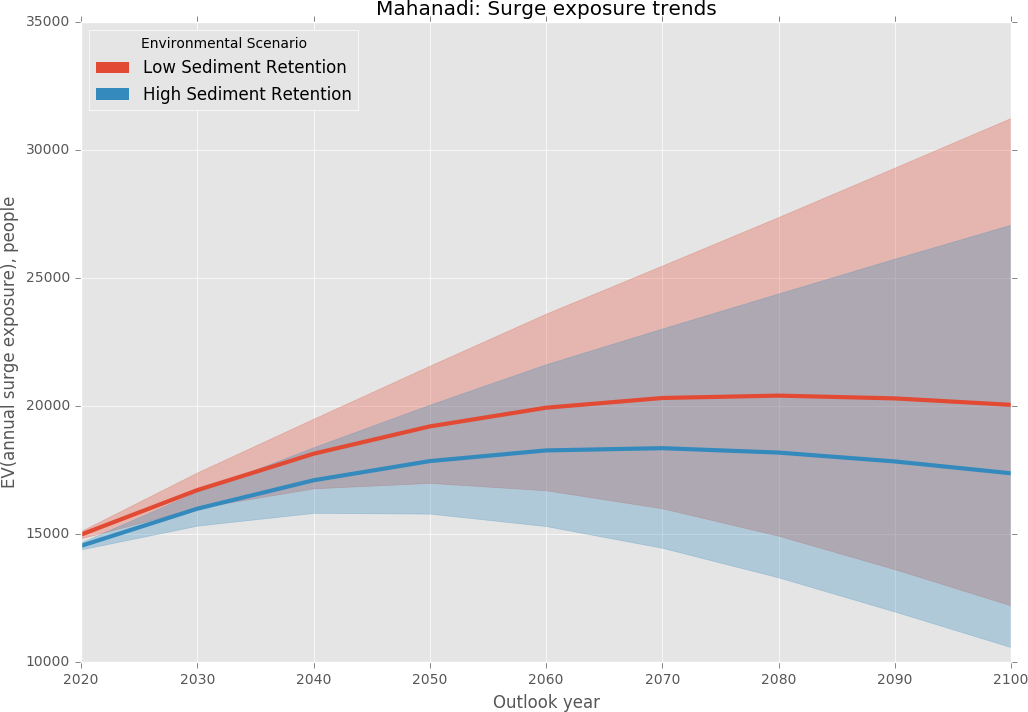 Mahanadi: Surge exposure trends
35000
30000
25000
20000
15000
10000
EV(annual surge exposure), people
Environmental Scenario
Low Sediment Retention
High Sediment Retention
2020 2030 2040 2050 2060 2070 2080 2090 2100
Outlook year